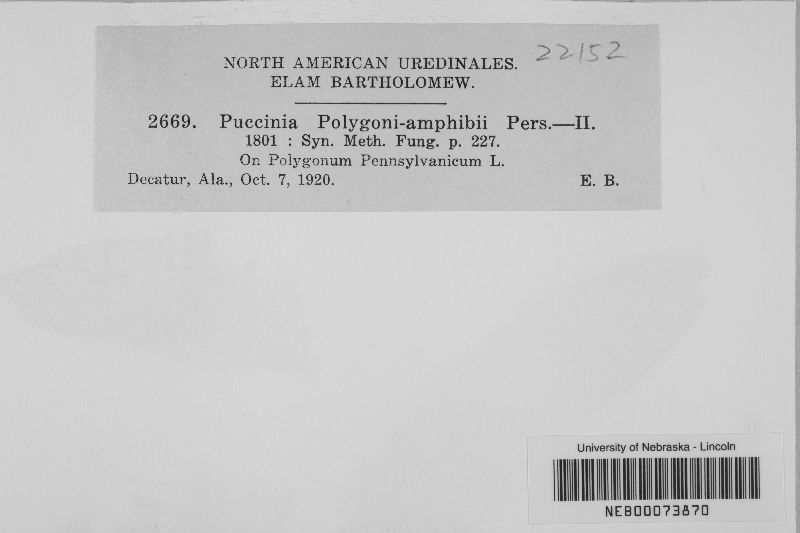 NORTH AMERICAN UREDINALES. 22152
ELAM BARTHOLOMEW.
2669. Puccinia Polygoni-amphibii Pers.—II.
1801 : Syn. Meth. Fung. p. 227.
On Polygonum Pennsylvanicum L.
Decatur, Ala., Oct. 7, 1920. E. B.
University of Nebraska - Lincoln
NEB00073870